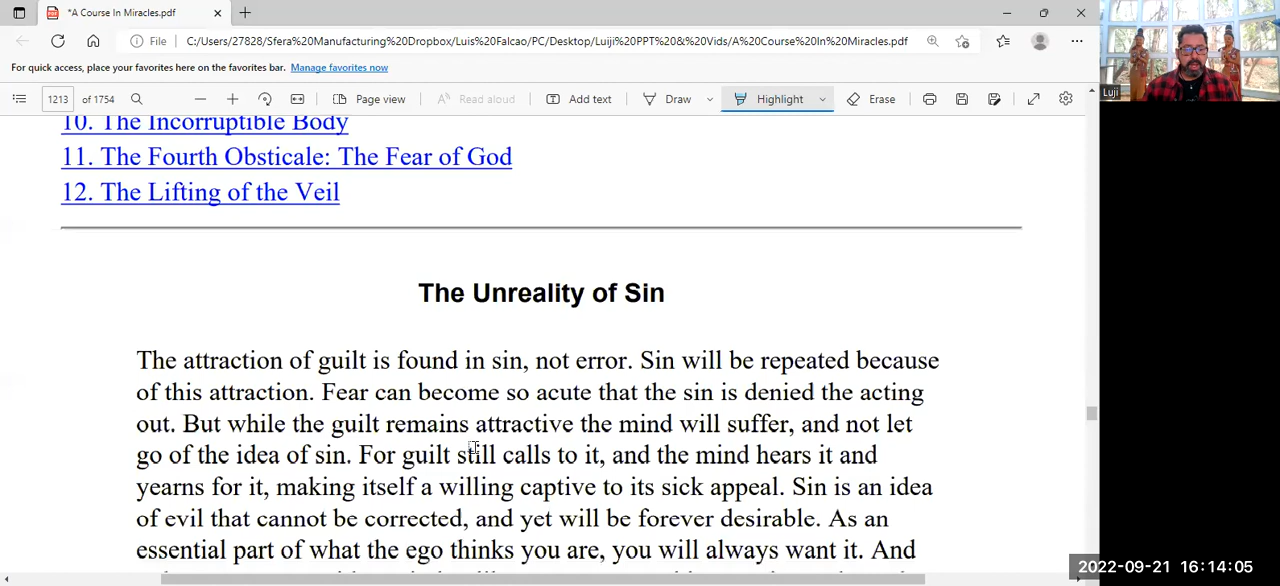 *A Course In Miracles.pdf
File
C:/Users/27828/Sfera%20Manufacturing%20Dropbox/Luis%20Falcao/PC/Desktop/Luiji%20PPT%20&%20Vids/A%20Course%20In%20Miracles.pdf
For quick access, place your favorites here on the favorites bar. Manage favorites now
1213 of 1754 Page view Read aloud Add text Draw Highlight Erase
Luji
10. The Incorruptible Body
11. The Fourth Obsticale: The Fear of God
12. The Lifting of the Veil
The Unreality of Sin
The attraction of guilt is found in sin, not error. Sin will be repeated because
of this attraction. Fear can become so acute that the sin is denied the acting
out. But while the guilt remains attractive the mind will suffer, and not let
go of the idea of sin. For guilt still calls to it, and the mind hears it and
yearns for it, making itself a willing captive to its sick appeal. Sin is an idea
of evil that cannot be corrected, and yet will be forever desirable. As an
essential part of what the ego thinks you are, you will always want it. And
2022-09-21 16:14:05